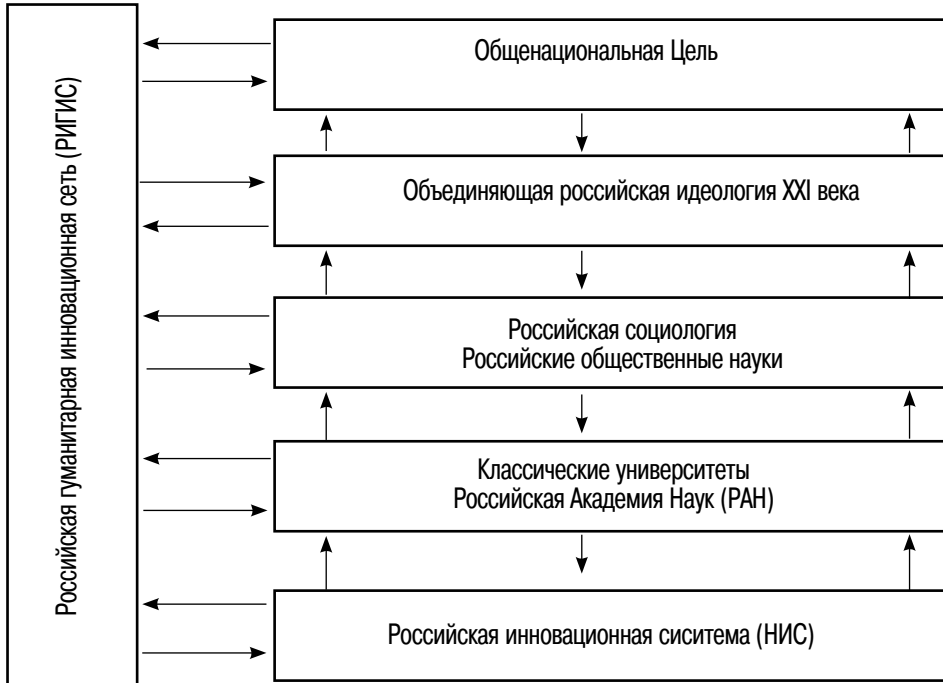 Российская гуманитарная инновационная сеть (РИГИС)
Общенациональная Цель
Объединяющая российская идеология XXI века
Российская социология
Российские общественные науки
Классические университеты
Российская Академия Наук (РАН)
Российская инновационная сиситема (НИС)